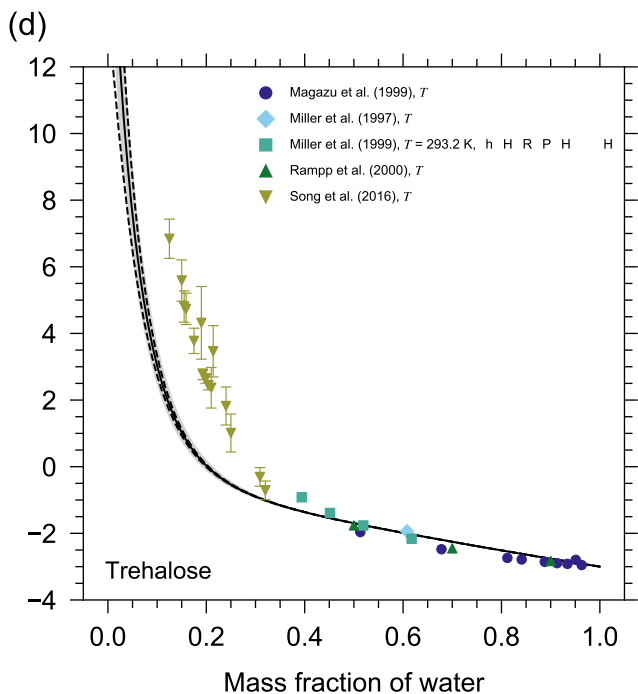 (d)
12
10
8
6
4
2
0
−2
−4
Magazu et al. (1999), T
Miller et al. (1997), T
Miller et al. (1999), T = 293.2 K, h H R P H H
Rampp et al. (2000), T
Song et al. (2016), T
Trehalose
0.0 0.2 0.4 0.6 0.8 1.0
Mass fraction of water